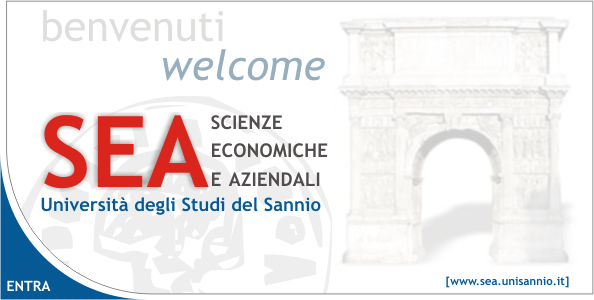 benvenuti
welcome
SEA
SCIENZE
ECONOMICHE
E AZIENDALI
Università degli Studi del Sannio
ENTRA
[www.sea.unisannio.it]